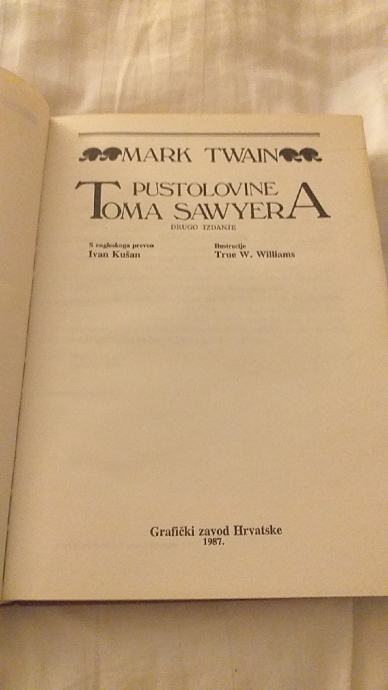 MARK TWAIN
PUSTOLOVINE
TOMA SAWYERA
DRUGO IZDANJE
S engleskoga preveo
Ivan Kušan
Ilustracije
True W. Williams
Grafički zavod Hrvatske
1987.